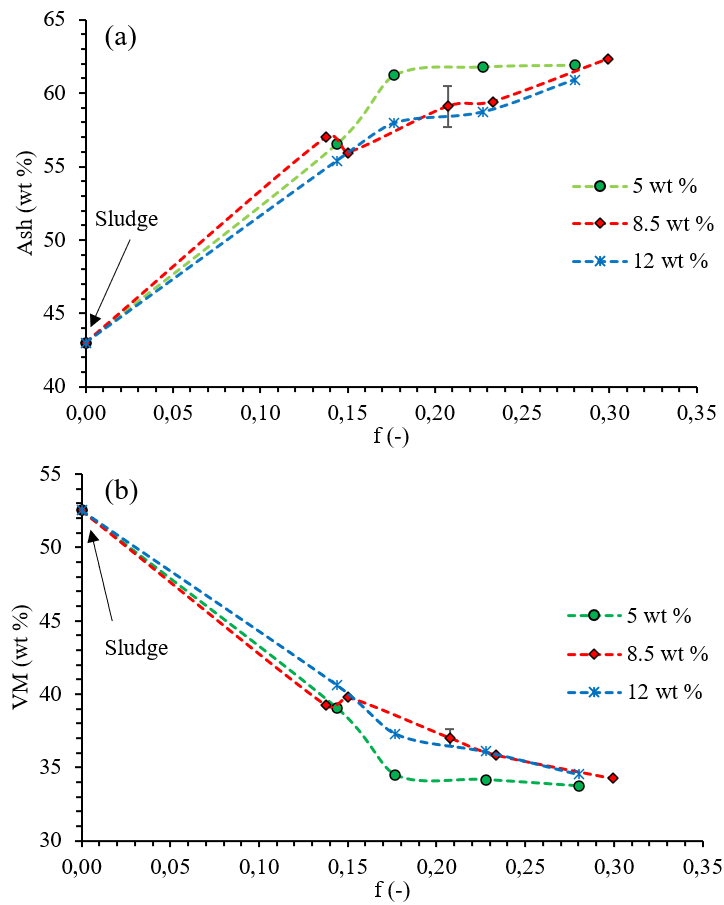 (a)
65
60
55
50
45
40
Ash (wt %)
Sludge
5 wt %
8.5 wt %
12 wt %
0,00 0,05 0,10 0,15 0,20 0,25 0,30 0,35
f (-)
(b)
55
50
45
40
35
30
VM (wt %)
Sludge
5 wt %
8.5 wt %
12 wt %
0,00 0,05 0,10 0,15 0,20 0,25 0,30 0,35
f (-)